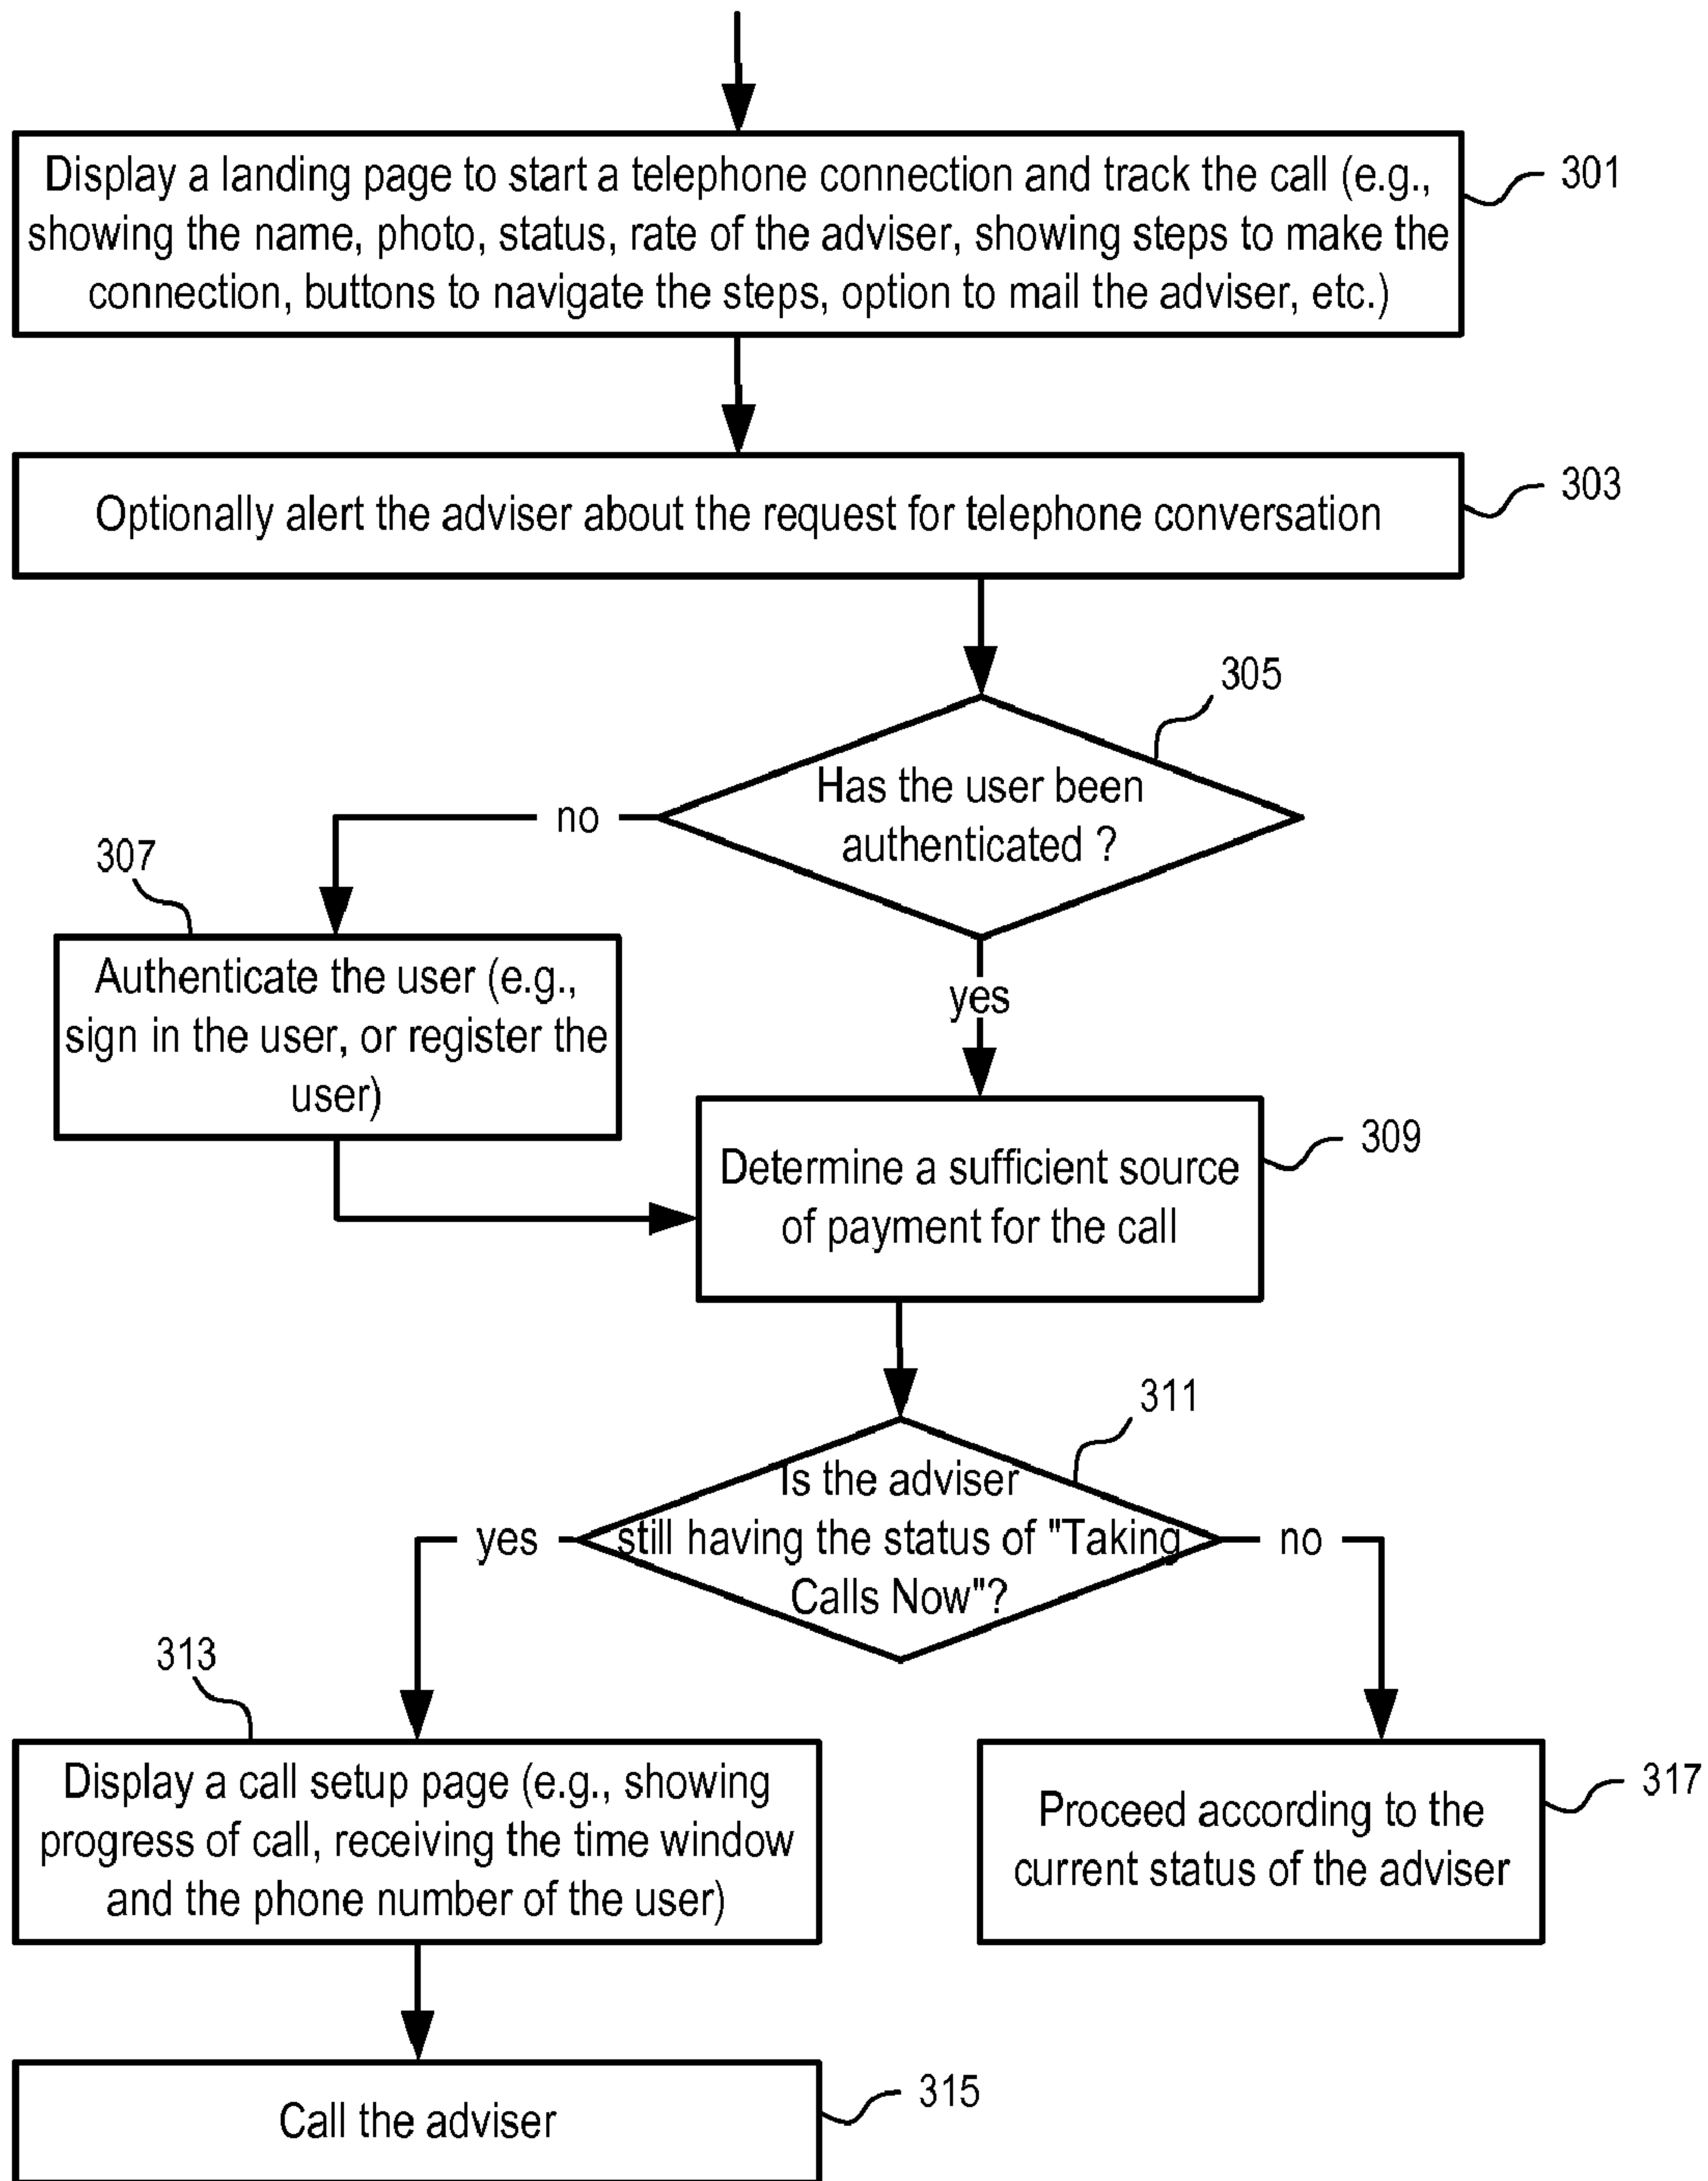 Display a landing page to start a telephone connection and track the call (e.g.,
showing the name, photo, status, rate of the adviser, showing steps to make the
connection, buttons to navigate the steps, option to mail the adviser, etc.)
301
Optionally alert the adviser about the request for telephone conversation
303
305
Has the user been
authenticated ?
no
307
Authenticate the user (e.g.,
sign in the user, or register the
user)
yes
309
Determine a sufficient source
of payment for the call
311
Is the adviser
still having the status of "Taking
Calls Now"?
yes
no
313
Display a call setup page (e.g., showing
progress of call, receiving the time window
and the phone number of the user)
317
Proceed according to the
current status of the adviser
Call the adviser
315